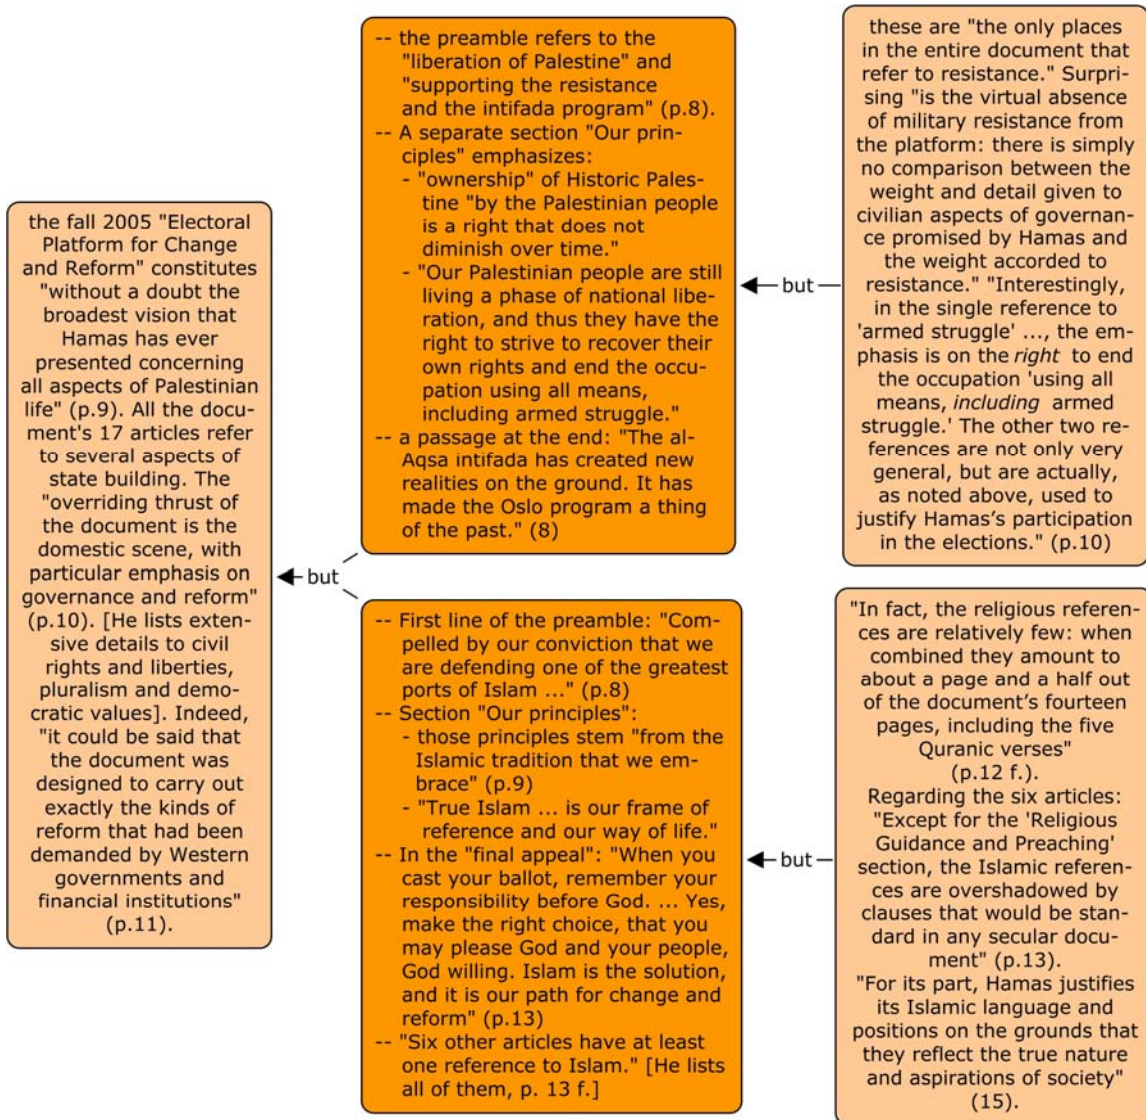 the fall 2005 "Electoral
Platform for Change
and Reform" constitutes
"without a doubt the
broadest vision that
Hamas has ever
presented concerning
all aspects of Palestinian
life" (p.9). All the docu-
ment's 17 articles refer
to several aspects of
state building. The
"overriding thrust of
the document is the
domestic scene, with
particular emphasis on
governance and reform"
(p.10). [He lists exten-
sive details to civil
rights and liberties,
pluralism and demo-
cratic values]. Indeed,
"it could be said that
the document was
designed to carry out
exactly the kinds of
reform that had been
demanded by Western
governments and
financial institutions"
(p.11).
but
-- the preamble refers to the
"liberation of Palestine" and
"supporting the resistance
and the intifada program" (p.8).
-- A separate section "Our prin-
ciples" emphasizes:
- "ownership" of Historic Pales-
tine "by the Palestinian people
is a right that does not
diminish over time."
- "Our Palestinian people are still
living a phase of national libe-
ration, and thus they have the
right to strive to recover their
own rights and end the occu-
pation using all means,
including armed struggle."
-- a passage at the end: "The al-
Aqsa intifada has created new
realities on the ground. It has
made the Oslo program a thing
of the past." (8)
but
these are "the only places
in the entire document that
refer to resistance." Surpri-
sing "is the virtual absence
of military resistance from
the platform: there is simply
no comparison between the
weight and detail given to
civilian aspects of governan-
ce promised by Hamas and
the weight accorded to
resistance." "Interestingly,
in the single reference to
'armed struggle' ..., the em-
phasis is on the right to end
the occupation 'using all
means, including armed
struggle.' The other two re-
ferences are not only very
general, but are actually,
as noted above, used to
justify Hamas's participation
in the elections." (p.10)
-- First line of the preamble: "Com-
pelled by our conviction that we
are defending one of the greatest
ports of Islam ..." (p.8)
-- Section "Our principles":
- those principles stem "from the
Islamic tradition that we em-
brace" (p.9)
- "True Islam ... is our frame of
reference and our way of life."
-- In the "final appeal": "When you
cast your ballot, remember your
responsibility before God. ... Yes,
make the right choice, that you
may please God and your people,
God willing. Islam is the solution,
and it is our path for change and
reform" (p.13)
-- "Six other articles have at least
one reference to Islam." [He lists
all of them, p. 13 f.]
but
"In fact, the religious referen-
ces are relatively few: when
combined they amount to
about a page and a half out
of the document's fourteen
pages, including the five
Quranic verses"
(p.12 f.).
Regarding the six articles:
"Except for the 'Religious
Guidance and Preaching'
section, the Islamic referen-
ces are overshadowed by
clauses that would be stan-
dard in any secular docu-
ment" (p.13).
"For its part, Hamas justifies
its Islamic language and
positions on the grounds that
they reflect the true nature
and aspirations of society"
(15).